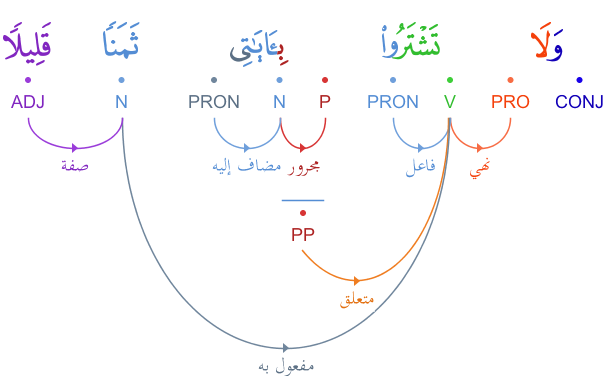 وَلَا تَشْتَرُوا۟ بِـَٔايَـٰتِى ثَمَنًا قَلِيلًا
ADJ N PRON N P PRON V PRO CONJ
صفة مضاف إليه مجرور فاعل نهي
PP
متعلق
مفعول به